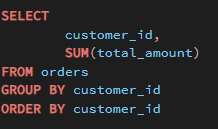 SELECT
customer_id,
SUM(total_amount)
FROM orders
GROUP BY customer_id
ORDER BY customer_id